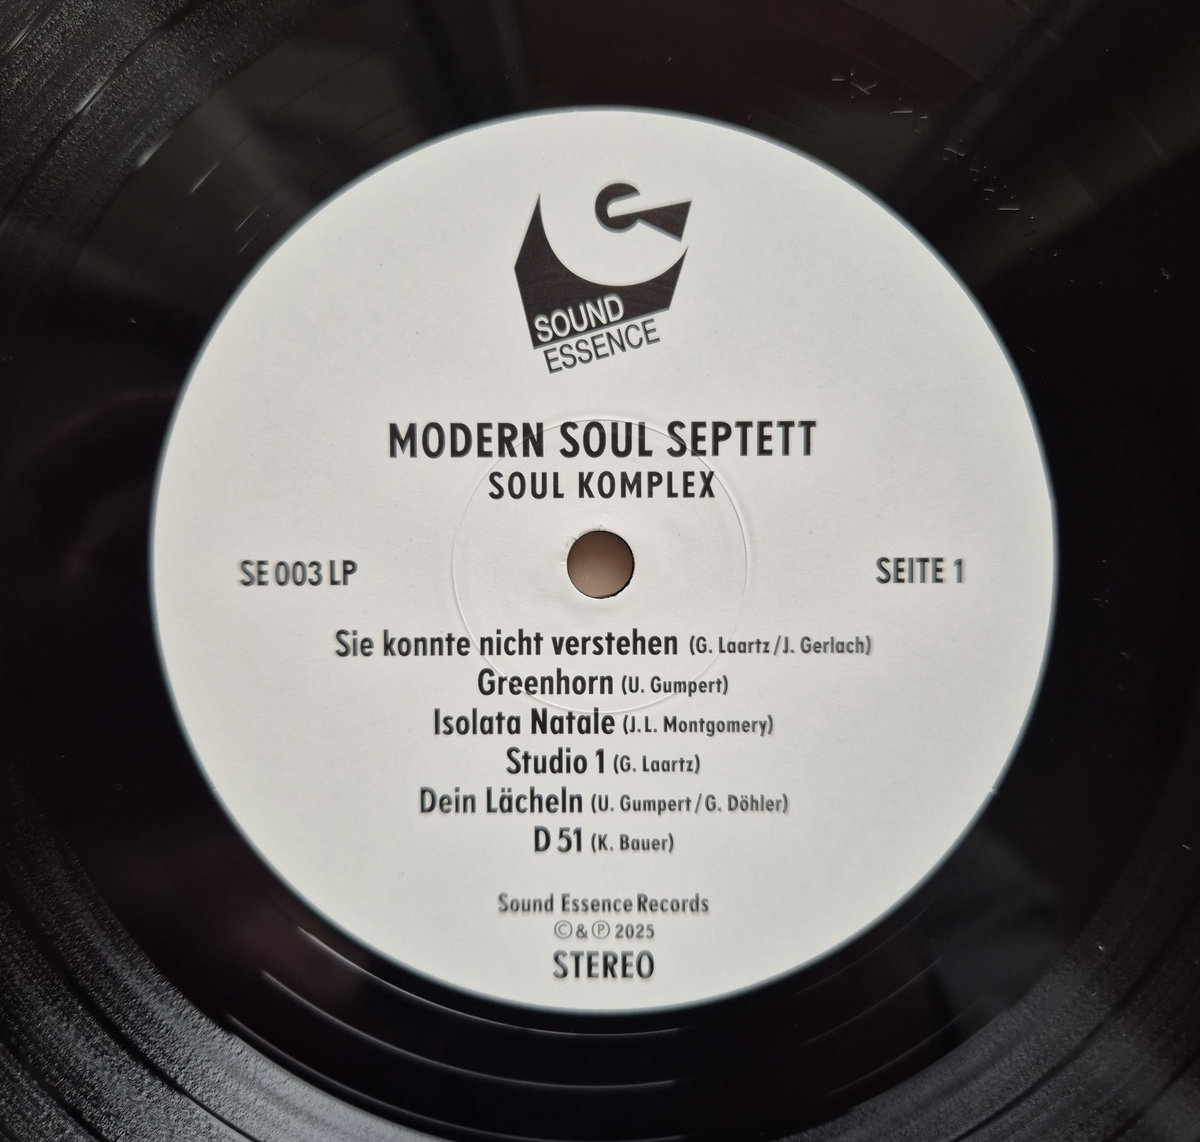 SOUND
ESSENCE
MODERN SOUL SEPTETT
SOUL KOMPLEX
SE 003 LP
SEITE 1
Sie konnte nicht verstehen (G. Laartz/J. Gerlach)
Greenhorn (U. Gumpert)
Isolata Natale (J.L. Montgomery)
Studio 1 (G. Laartz)
Dein Lächeln (U. Gumpert/G. Döhler)
D 51 (K. Bauer)
Sound Essence Records
©&℗ 2025
STEREO